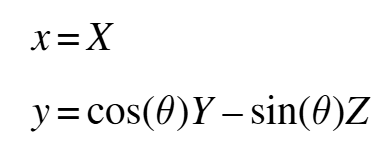 x = X
y = cos(θ)Y – sin(θ)Z